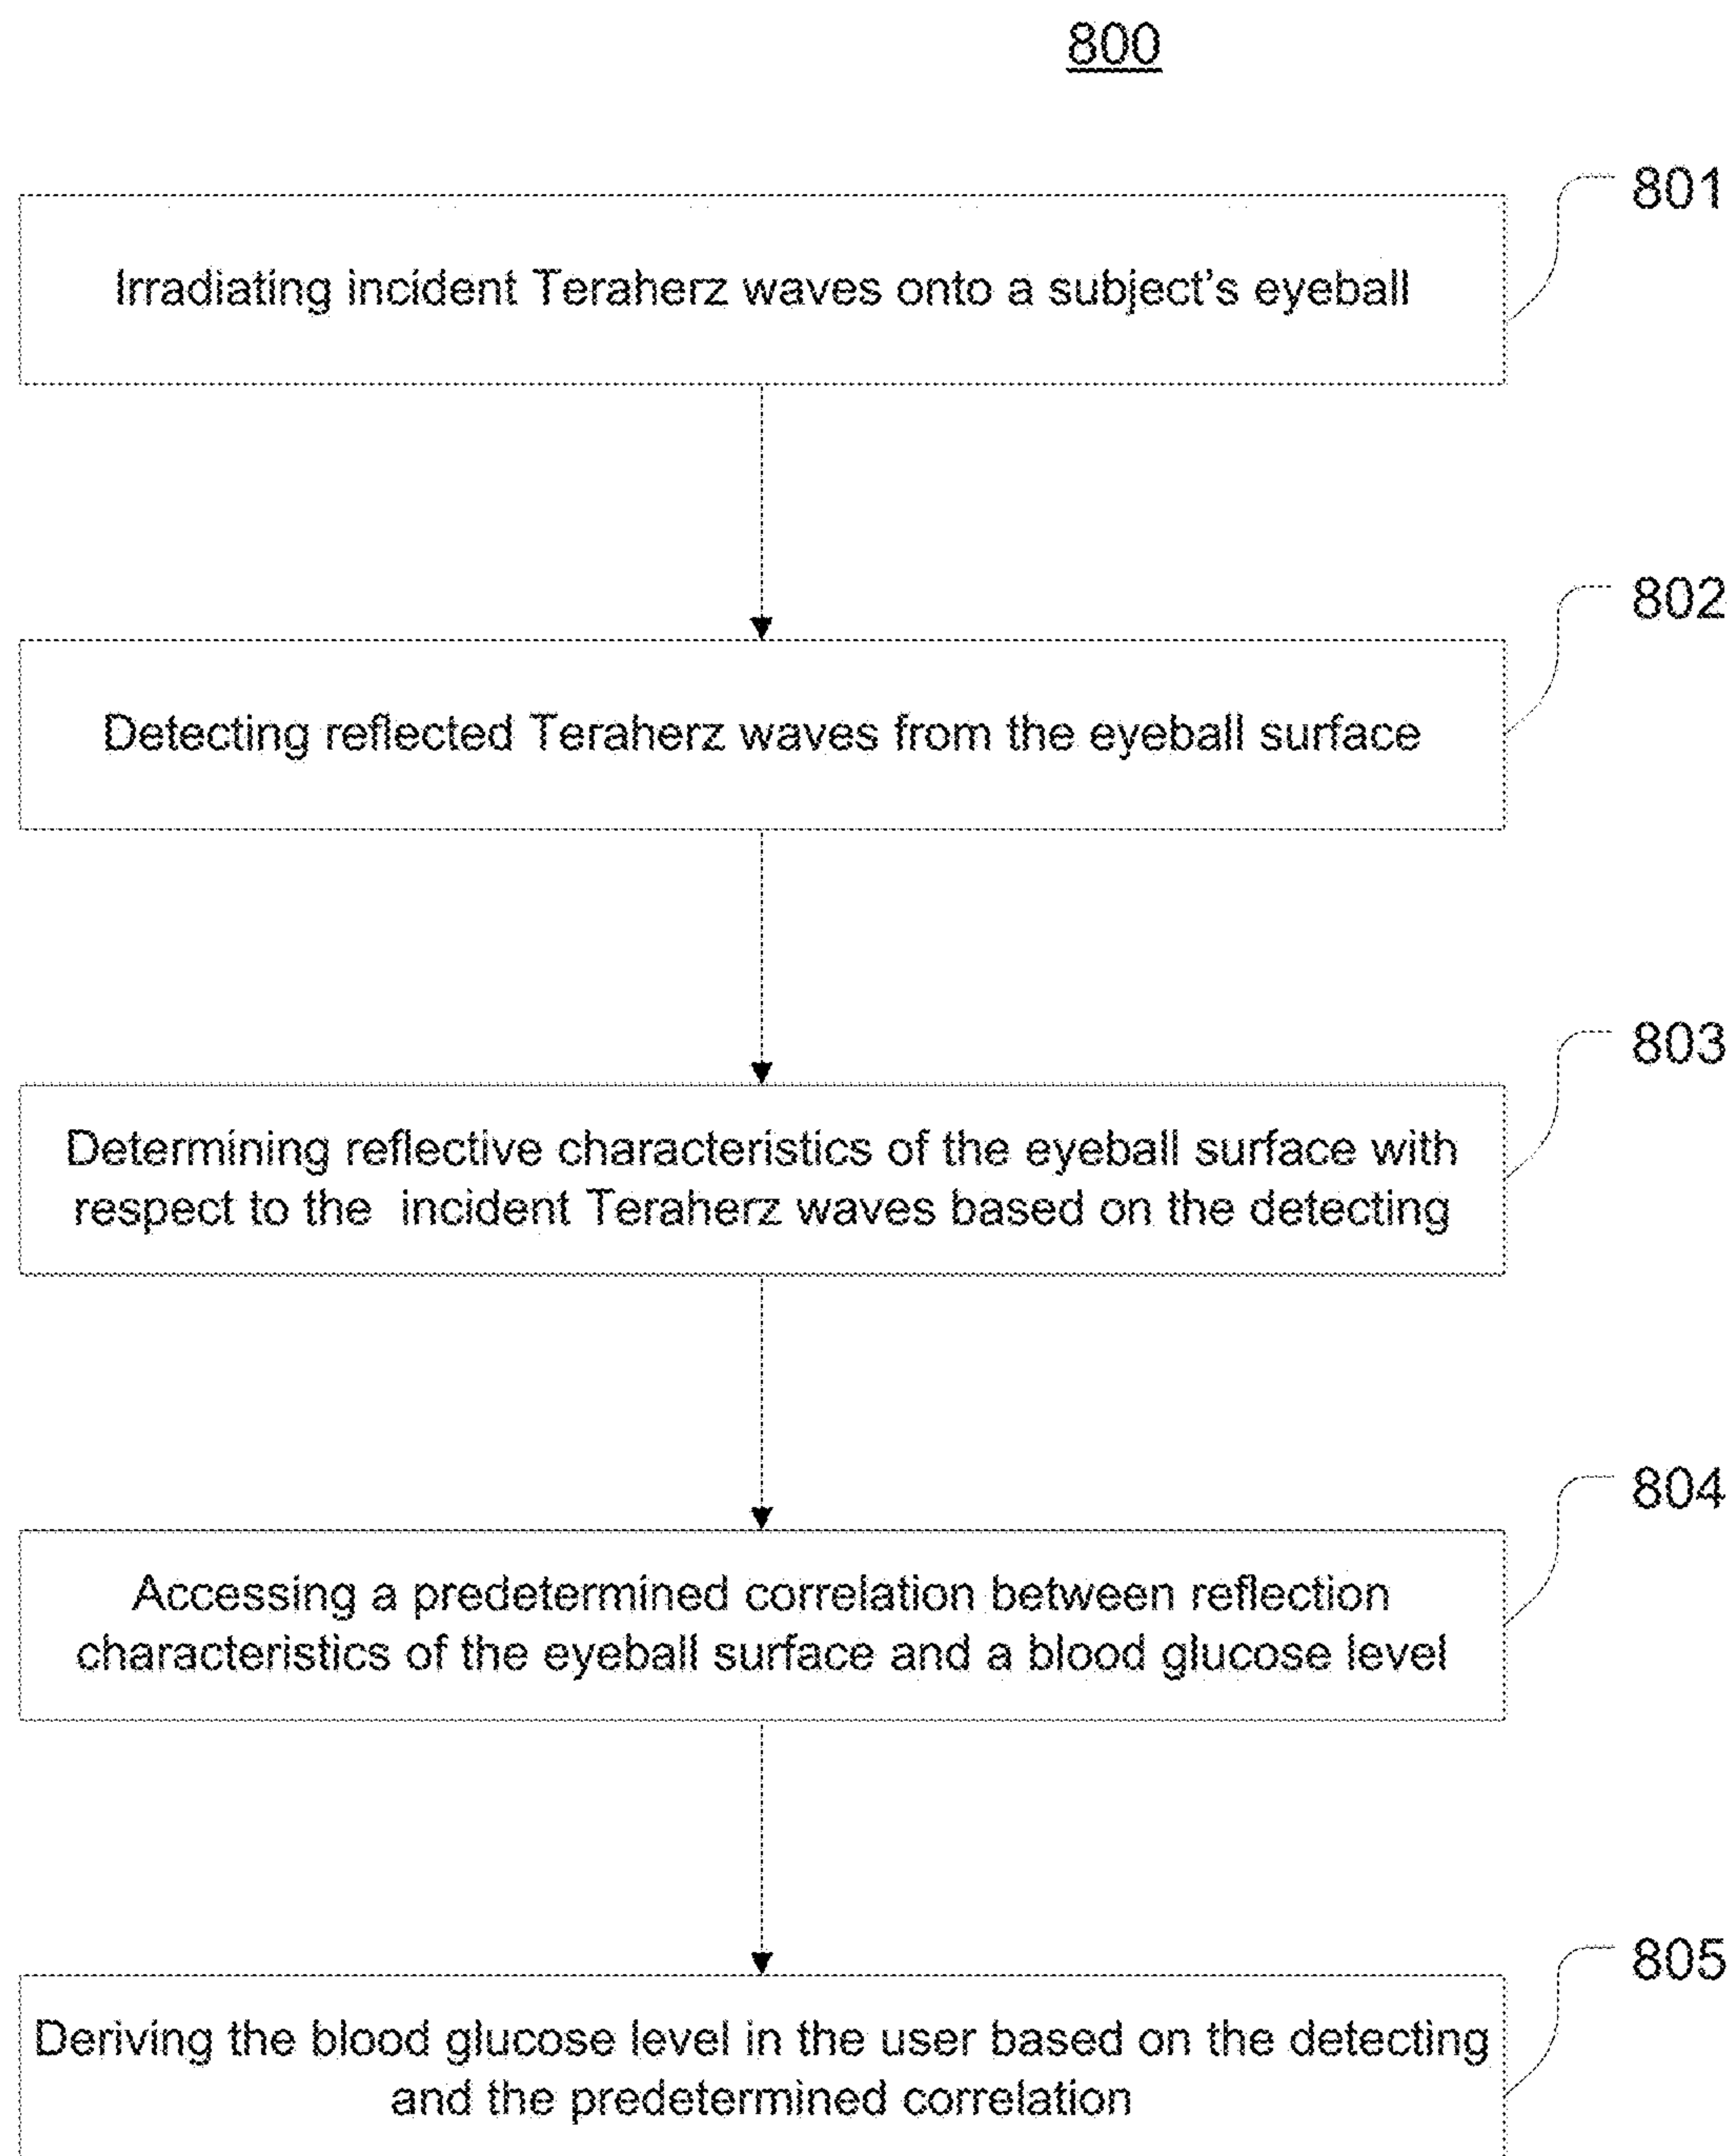 800
801
Irradiating incident Teraherz waves onto a subject's eyeball
802
Detecting reflected Teraherz waves from the eyeball surface
803
Determining reflective characteristics of the eyeball surface with
respect to the incident Teraherz waves based on the detecting
804
Accessing a predetermined correlation between reflection
characteristics of the eyeball surface and a blood glucose level
805
Deriving the blood glucose level in the user based on the detecting
and the predetermined correlation